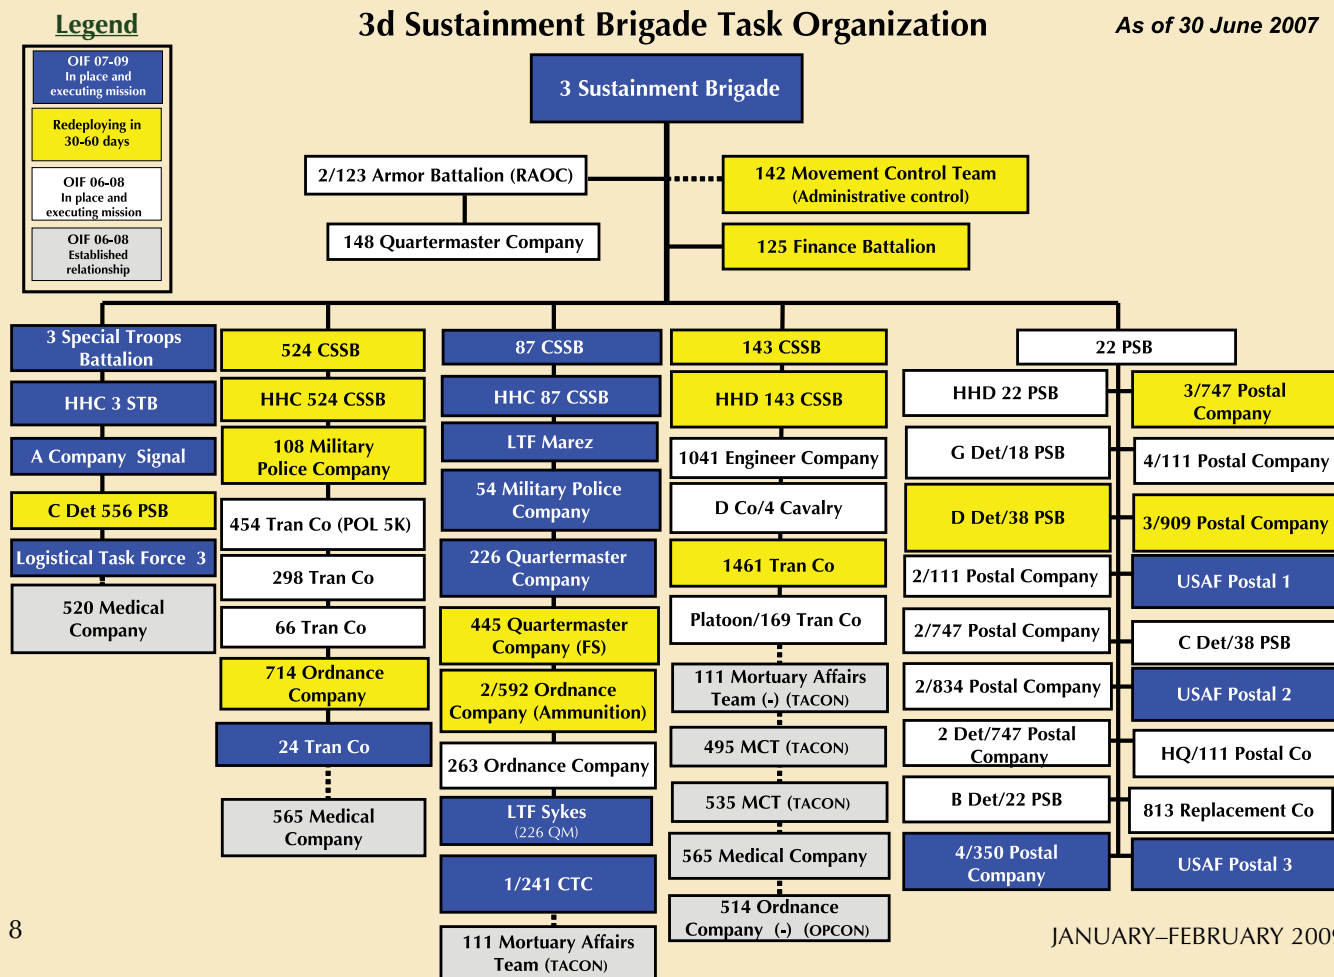 Legend
3d Sustainment Brigade Task Organization
As of 30 June 2007
OIF 07-09
In place and
executing mission
Redeploying in
30-60 days
OIF 06-08
In place and
executing mission
OIF 06-08
Established
relationship
3 Sustainment Brigade
2/123 Armor Battalion (RAOC)
142 Movement Control Team
(Administrative control)
148 Quartermaster Company
125 Finance Battalion
3 Special Troops
Battalion
HHC 3 STB
A Company Signal
C Det 556 PSB
Logistical Task Force 3
520 Medical
Company
524 CSSB
HHC 524 CSSB
108 Military
Police Company
454 Tran Co (POL 5K)
298 Tran Co
66 Tran Co
714 Ordnance
Company
24 Tran Co
565 Medical
Company
87 CSSB
HHC 87 CSSB
LTF Marez
54 Military Police
Company
226 Quartermaster
Company
445 Quartermaster
Company (FS)
2/592 Ordnance
Company (Ammunition)
263 Ordnance Company
LTF Sykes
(226 QM)
1/241 CTC
111 Mortuary Affairs
Team (TACON)
143 CSSB
HHD 143 CSSB
1041 Engineer Company
D Co/4 Cavalry
1461 Tran Co
Platoon/169 Tran Co
111 Mortuary Affairs
Team (-) (TACON)
495 MCT (TACON)
535 MCT (TACON)
565 Medical Company
514 Ordnance
Company (-) (OPCON)
22 PSB
HHD 22 PSB
G Det/18 PSB
D Det/38 PSB
2/111 Postal Company
2/747 Postal Company
2/834 Postal Company
2 Det/747 Postal
Company
B Det/22 PSB
4/350 Postal
Company
3/747 Postal
Company
4/111 Postal Company
3/909 Postal Company
USAF Postal 1
C Det/38 PSB
USAF Postal 2
HQ/111 Postal Co
813 Replacement Co
USAF Postal 3
8
JANUARY–FEBRUARY 2009